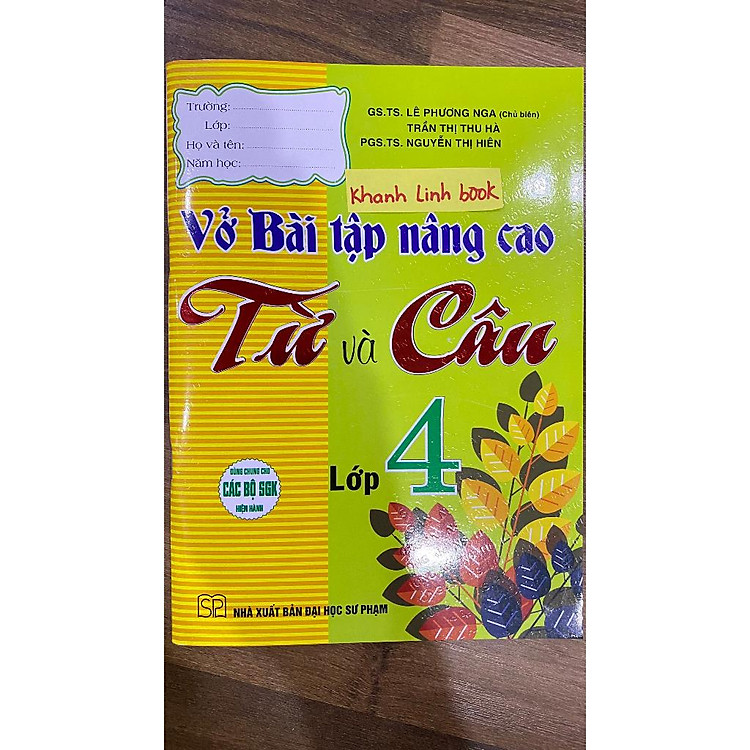 Trường:
Lớp:
Họ và tên:
Năm học:
GS.TS. LÊ PHƯƠNG NGA (Chủ biên)
TRẦN THỊ THU HÀ
PGS.TS. NGUYỄN THỊ HIÊN
Khanh Linh book
Vở Bài tập nâng cao
Từ và Câu
Lớp 4
DÙNG CHUNG CHO
CÁC BỘ SGK
HIỆN HÀNH
SP
NHÀ XUẤT BẢN ĐẠI HỌC SƯ PHẠM